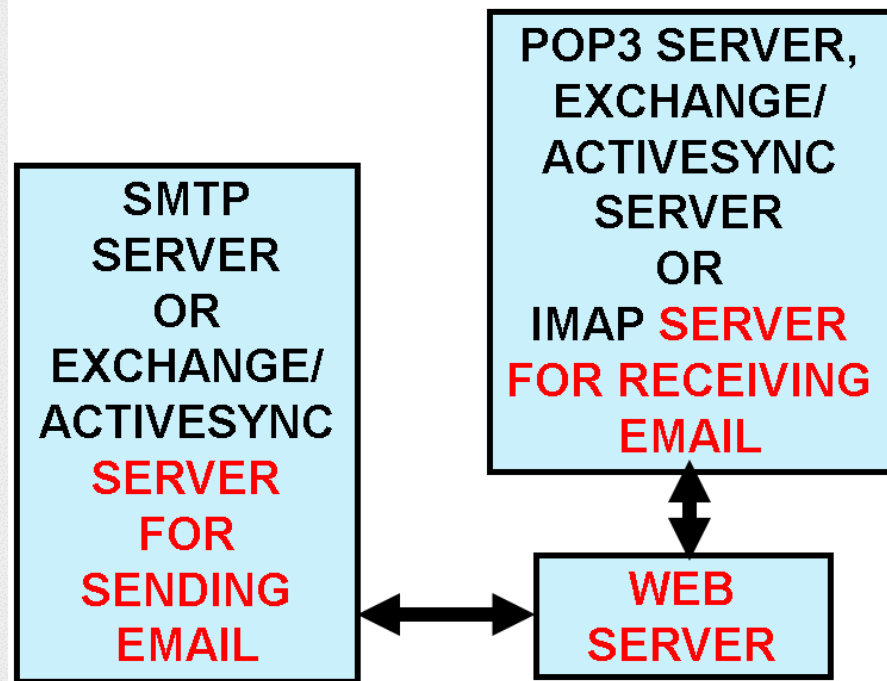 SMTP
SERVER
OR
EXCHANGE/
ACTIVESYNC
SERVER
FOR
SENDING
EMAIL
POP3 SERVER,
EXCHANGE/
ACTIVESYNC
SERVER
OR
IMAP SERVER
FOR RECEIVING
EMAIL
WEB
SERVER